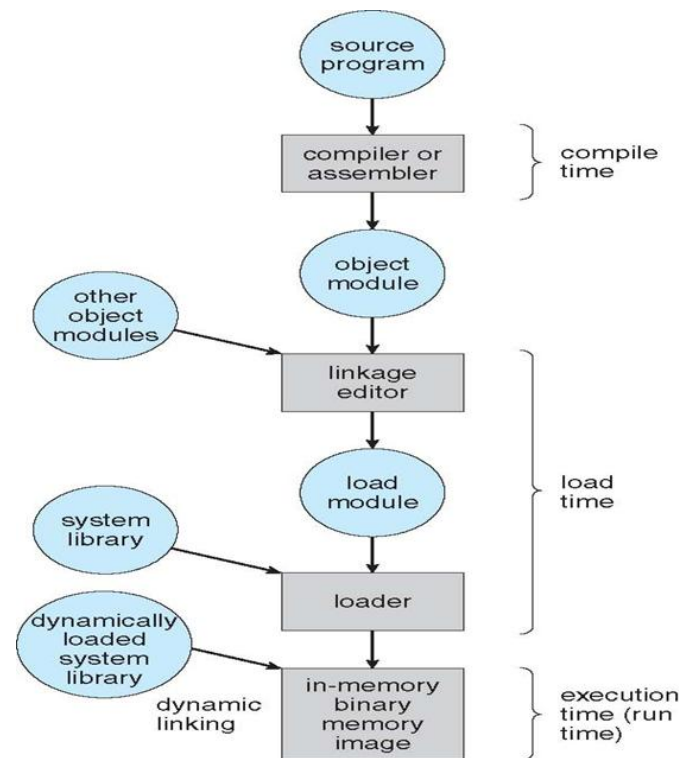 source
program
compiler or
assembler
compile
time
object
module
other
object
modules
linkage
editor
load
module
load
time
system
library
loader
dynamically
loaded
system
library
dynamic
linking
in-memory
binary
memory
image
execution
time (run
time)